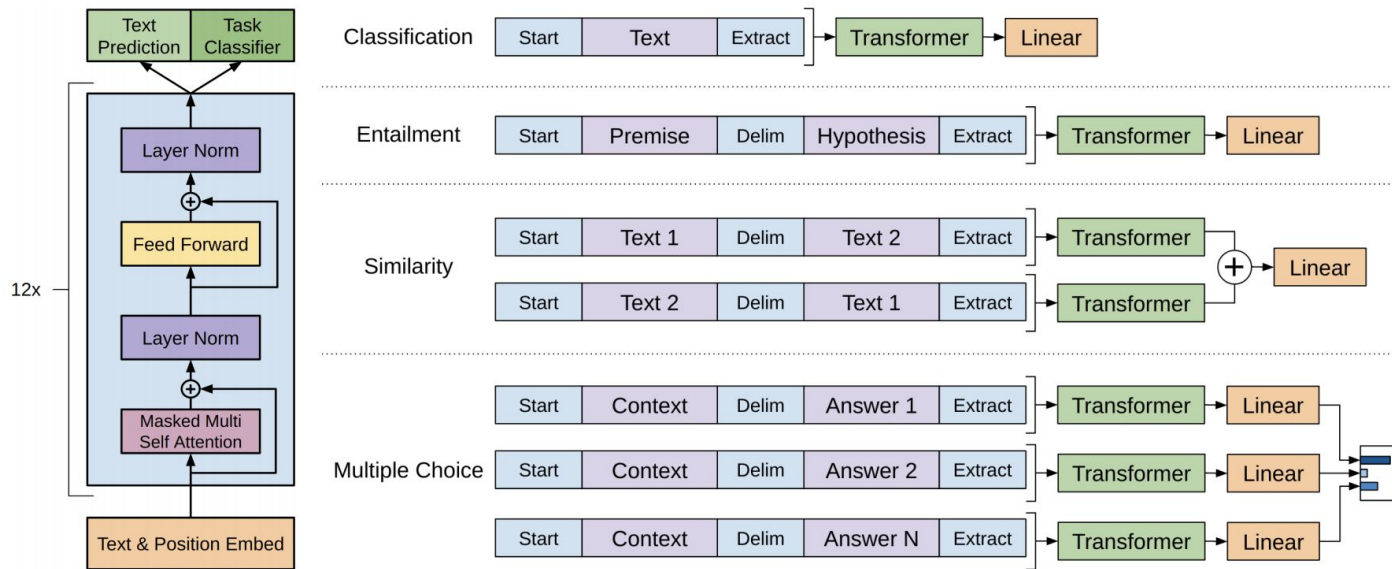 Text
Prediction
Task
Classifier
12x
Layer Norm
+
Feed Forward
Layer Norm
+
Masked Multi
Self Attention
Text & Position Embed
Classification
Start Text Extract Transformer Linear
Entailment
Start Premise Delim Hypothesis Extract Transformer Linear
Similarity
Start Text 1 Delim Text 2 Extract Transformer
+ Linear
Start Text 2 Delim Text 1 Extract Transformer
Multiple Choice
Start Context Delim Answer 1 Extract Transformer Linear
Start Context Delim Answer 2 Extract Transformer Linear
Start Context Delim Answer N Extract Transformer Linear